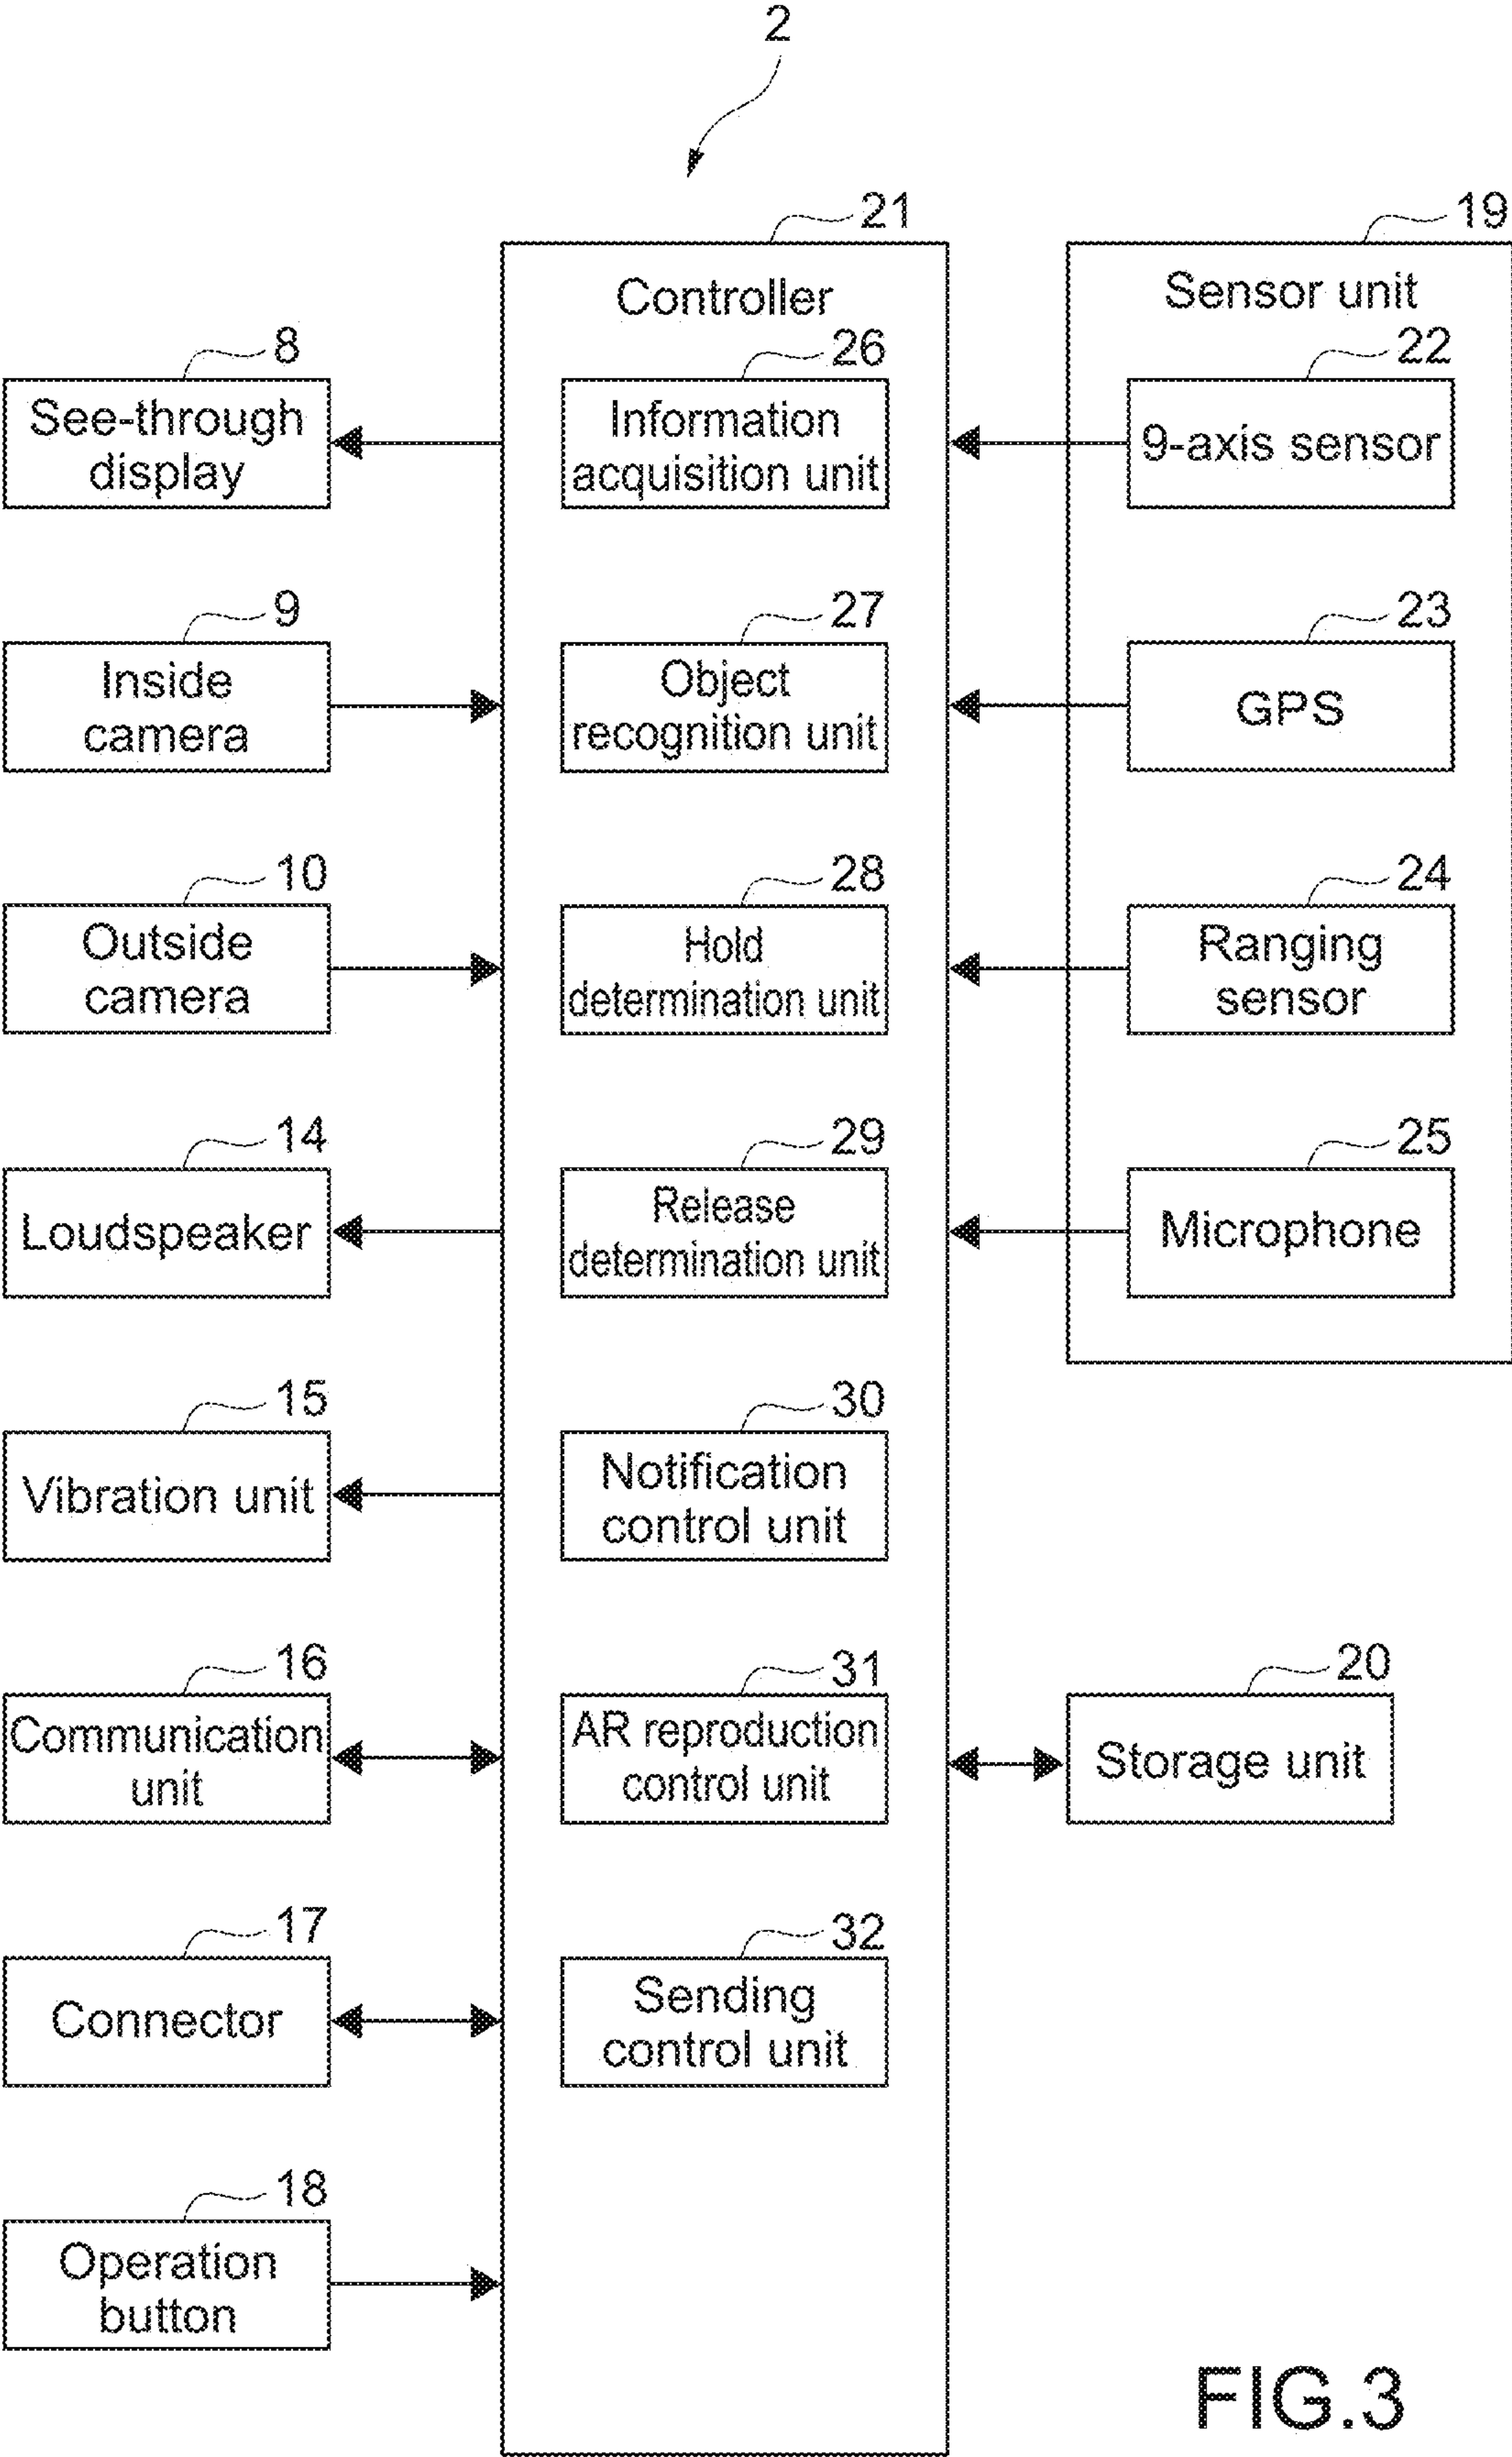 2
21
Controller
19
Sensor unit
8
See-through
display
26
Information
acquisition unit
22
9-axis sensor
9
Inside
camera
27
Object
recognition unit
23
GPS
10
Outside
camera
28
Hold
determination unit
24
Ranging
sensor
14
Loudspeaker
29
Release
determination unit
25
Microphone
15
Vibration unit
30
Notification
control unit
16
Communication
unit
31
AR reproduction
control unit
20
Storage unit
17
Connector
32
Sending
control unit
18
Operation
button
FIG.3